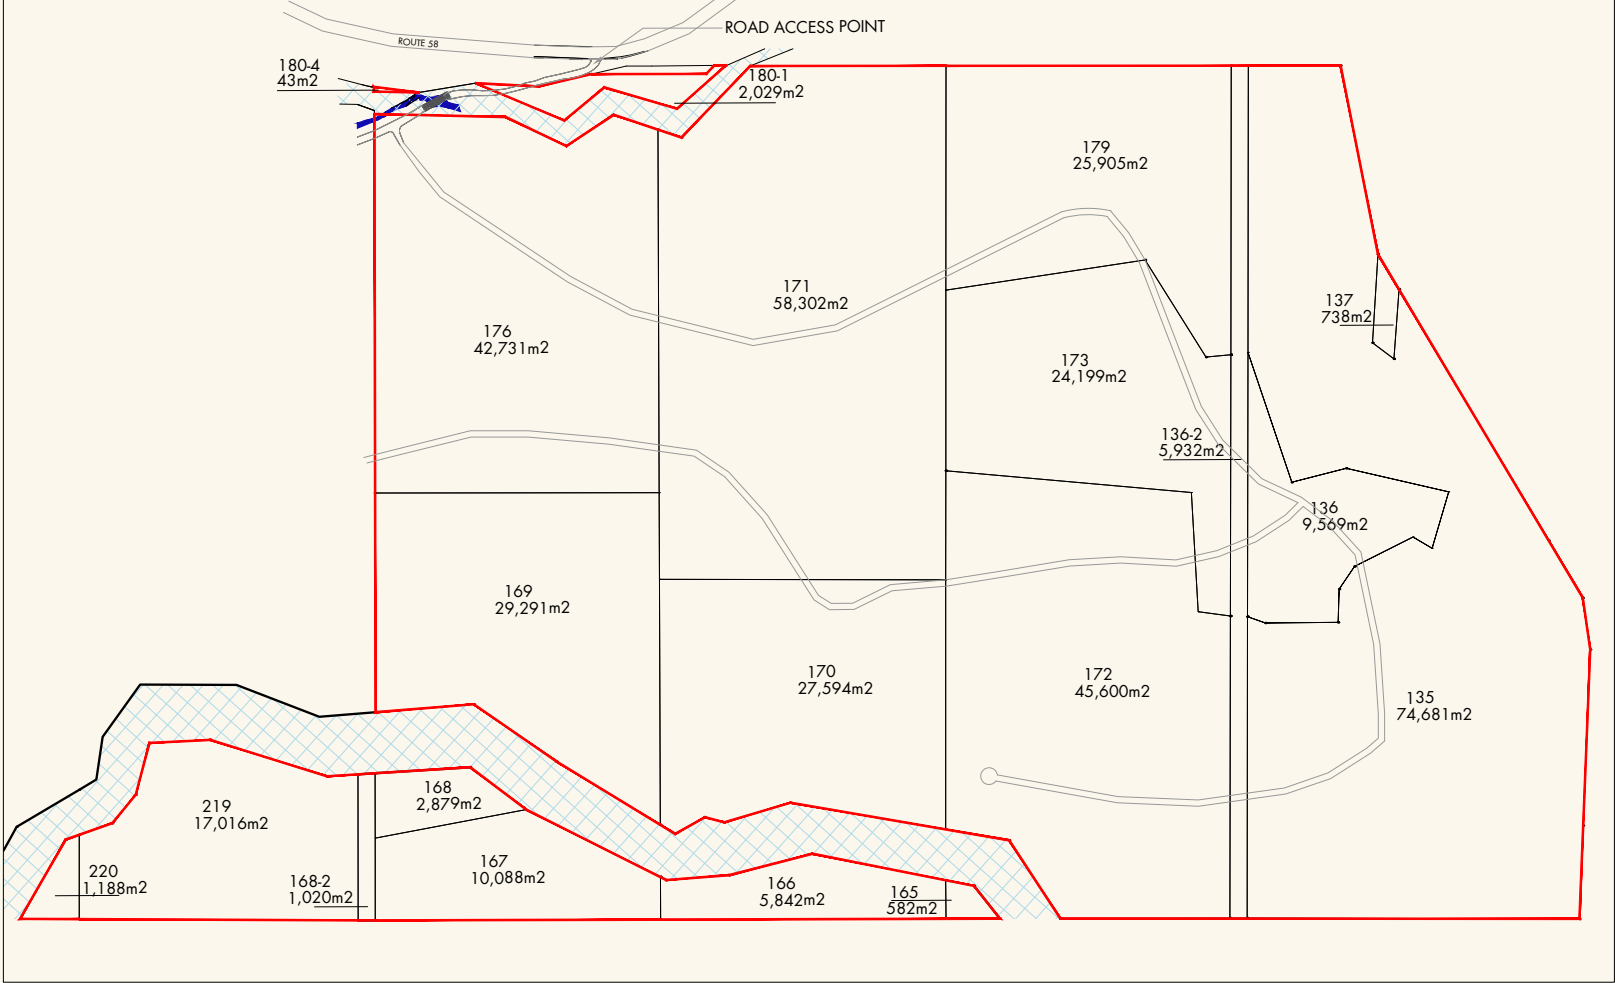 ROUTE 58
ROAD ACCESS POINT
180-4
43m2
180-1
2,029m2
179
25,905m2
171
58,302m2
137
738m2
176
42,731m2
173
24,199m2
136-2
5,932m2
136
9,569m2
169
29,291m2
170
27,594m2
172
45,600m2
135
74,681m2
168
2,879m2
219
17,016m2
167
10,088m2
220
1,188m2
168-2
1,020m2
166
5,842m2
165
582m2